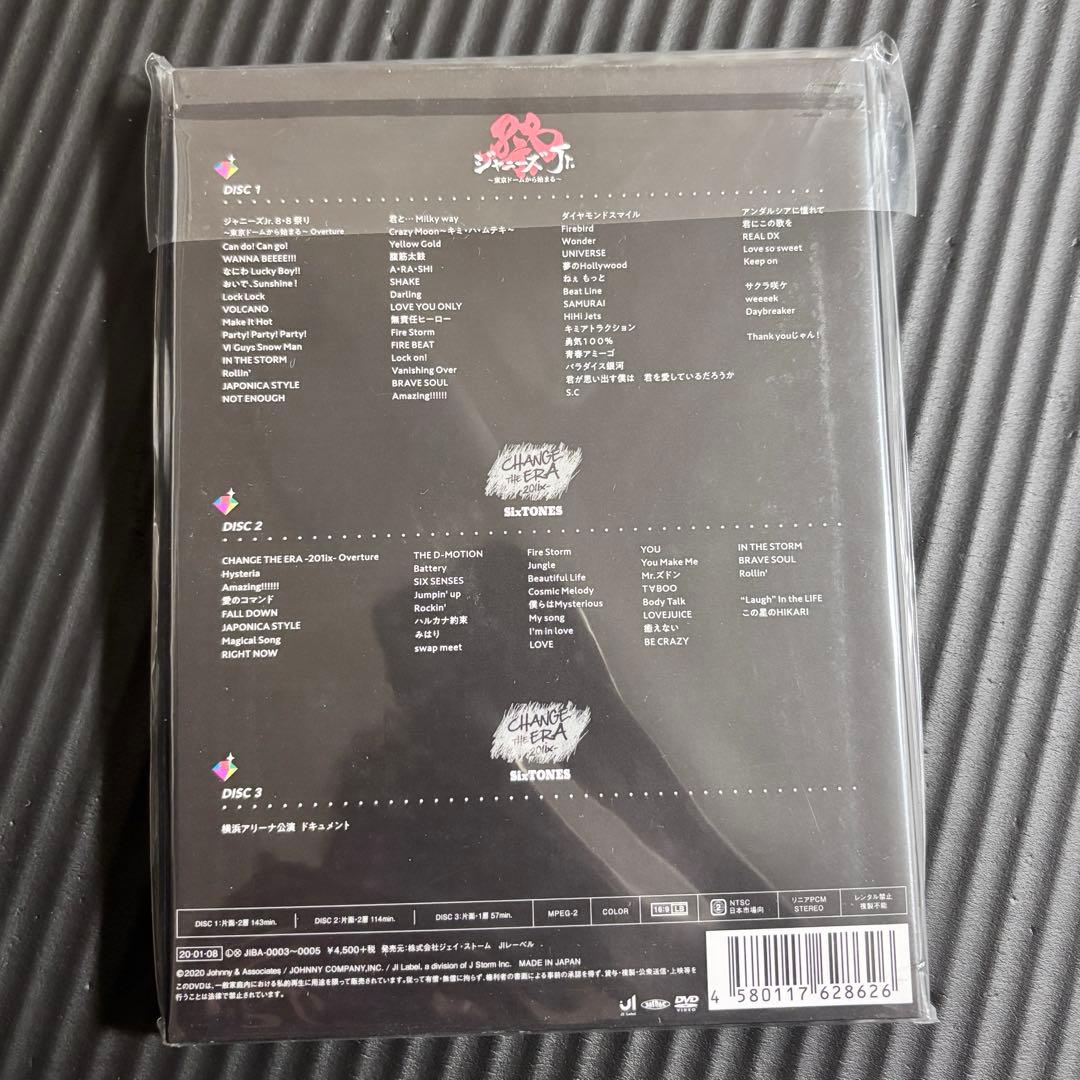 8・8祭
ジャニーズJr.
～東京ドームから始まる～
DISC 1
ジャニーズJr. 8・8 祭り
～東京ドームから始まる～ Overture
Can do! Can go!
WANNA BEEEE!!!
なにわ Lucky Boy!!
おいで、Sunshine!
Lock Lock
VOLCANO
Make It Hot
Party! Party! Party!
VI Guys Snow Man
IN THE STORM
Rollin'
JAPONICA STYLE
NOT ENOUGH
君と… Milky way
Crazy Moon～キミ・ハ・ムテキ～
Yellow Gold
腹筋太鼓
A・RA・SHI
SHAKE
Darling
LOVE YOU ONLY
無責任ヒーロー
Fire Storm
FIRE BEAT
Lock on!
Vanishing Over
BRAVE SOUL
Amazing!!!!!!
ダイヤモンドスマイル
Firebird
Wonder
UNIVERSE
夢のHollywood
ねぇ もっと
Beat Line
SAMURAI
HiHi Jets
キミアトラクション
勇気100%
青春アミーゴ
パラダイス銀河
君が思い出す僕は 君を愛しているだろうか
S.C
アンダルシアに憧れて
君にこの歌を
REAL DX
Love so sweet
Keep on
サクラ咲ケ
weeeek
Daybreaker
Thank youじゃん!
CHANGE
THE ERA
-201ix-
SixTONES
DISC 2
CHANGE THE ERA -201ix- Overture
Hysteria
Amazing!!!!!!
愛のコマンド
FALL DOWN
JAPONICA STYLE
Magical Song
RIGHT NOW
THE D-MOTION
Battery
SIX SENSES
Jumpin' up
Rockin'
ハルカナ約束
みはり
swap meet
Fire Storm
Jungle
Beautiful Life
Cosmic Melody
僕らはMysterious
My song
I'm in love
LOVE
YOU
You Make Me
Mr.ズドン
T∀BOO
Body Talk
LOVEJUICE
癒えない
BE CRAZY
IN THE STORM
BRAVE SOUL
Rollin'
"Laugh" In the LIFE
この星のHIKARI
CHANGE
THE ERA
-201ix-
SixTONES
DISC 3
横浜アリーナ公演 ドキュメント
DISC 1:片面・2層 143min. DISC 2:片面・2層 114min. DISC 3:片面・1層 57min. MPEG-2 COLOR 16:9 LB 2 NTSC 日本市場向 リニアPCM STEREO レンタル禁止 複製不能
20・01・08 JIBA-0003〜0005 ¥4,500+税 発売元:株式会社ジェイ・ストーム JIレーベル
©2020 Johnny & Associates / JOHNNY COMPANY,INC. / JI Label, a division of J Storm Inc. MADE IN JAPAN
このDVDは、一般家庭内における私的再生に用途を限って販売されています。従って有償・無償に拘らず、権利者の書面による事前の承諾を得ず、貸与・複製・公衆送信・上映等を
行うことは法律で禁止されています。
JI Label
DVD VIDEO
4 580117 628626